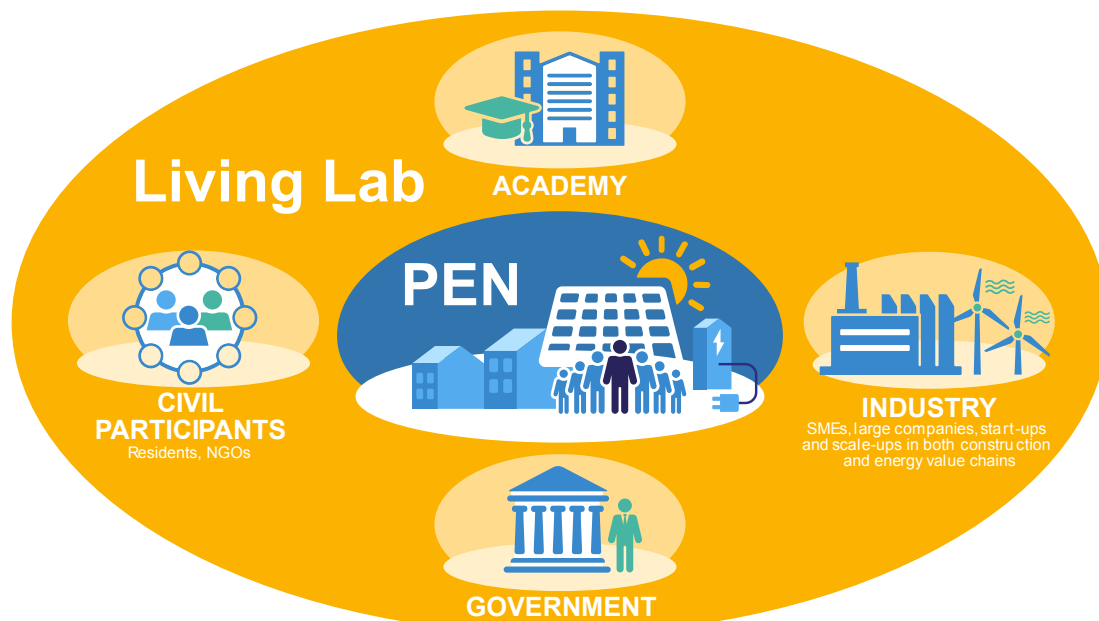 ACADEMY
Living Lab
PEN
CIVIL
PARTICIPANTS
Residents, NGOs
INDUSTRY
SMEs, large companies, start-ups
and scale-ups in both construction
and energy value chains
GOVERNMENT